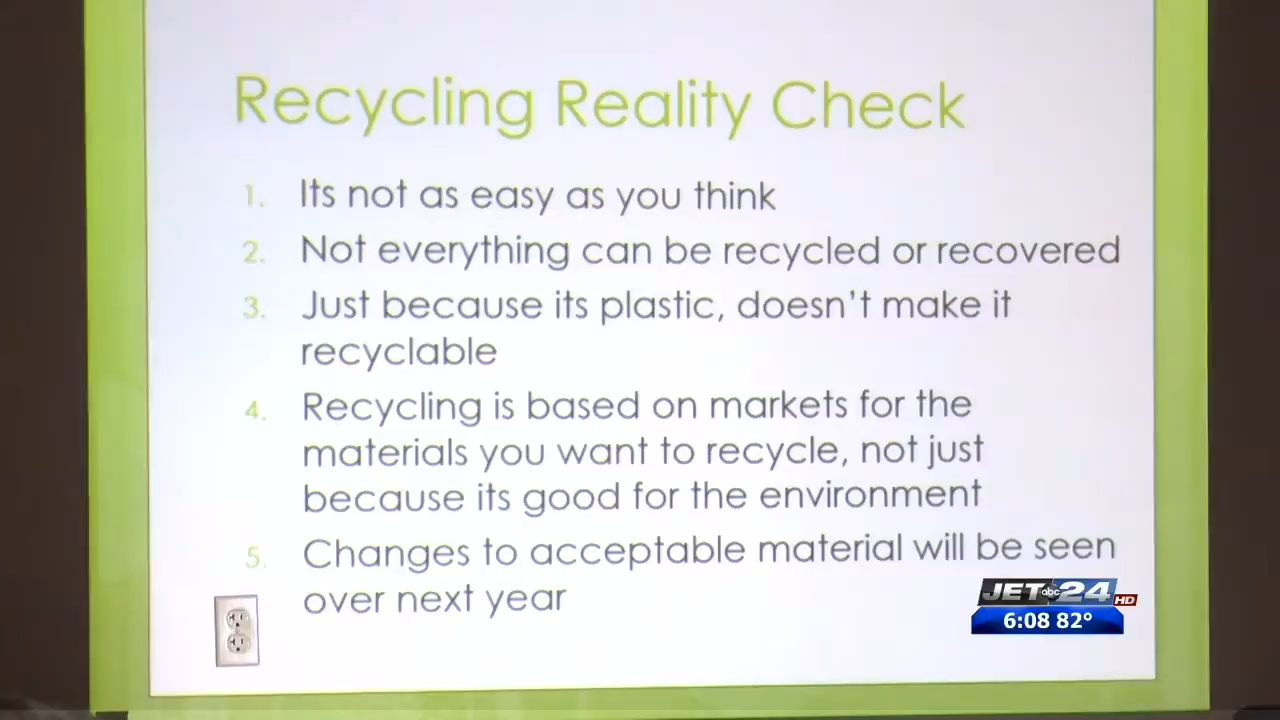 Recycling Reality Check
1. Its not as easy as you think
2. Not everything can be recycled or recovered
3. Just because its plastic, doesn't make it
recyclable
4. Recycling is based on markets for the
materials you want to recycle, not just
because its good for the environment
5. Changes to acceptable material will be seen
over next year
JET abc 24 HD
6:08 82°